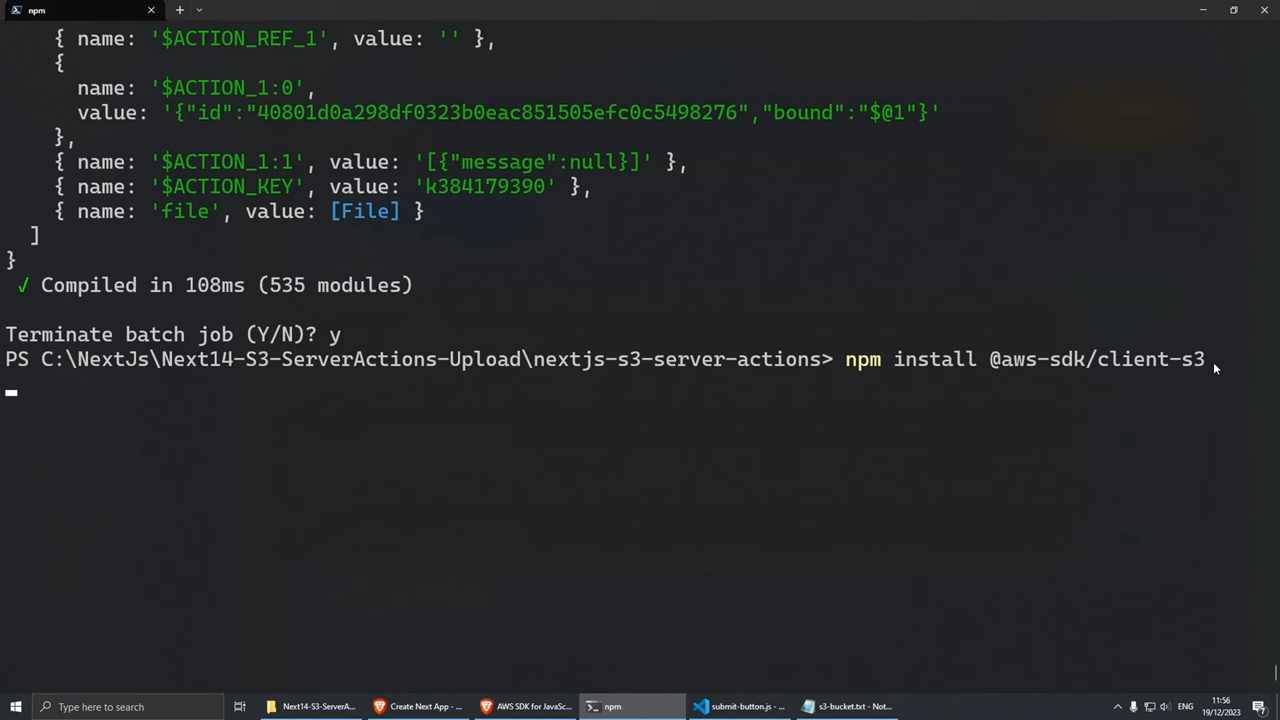 npm
{ name: '$ACTION_REF_1', value: '' },
{
name: '$ACTION_1:0',
value: '{"id":"40801d0a298df0323b0eac851505efc0c5498276","bound":"$@1"}'
},
{ name: '$ACTION_1:1', value: '[{"message":null}]' },
{ name: '$ACTION_KEY', value: 'k384179390' },
{ name: 'file', value: [File] }
]
}
✓ Compiled in 108ms (535 modules)
Terminate batch job (Y/N)? y
PS C:\NextJs\Next14-S3-ServerActions-Upload\nextjs-s3-server-actions> npm install @aws-sdk/client-s3
Type here to search
Next14-S3-ServerA...
Create Next App - ...
AWS SDK for JavaSc...
npm
submit-button.js - ...
s3-bucket.txt - Not...
ENG
11:56
19/12/2023